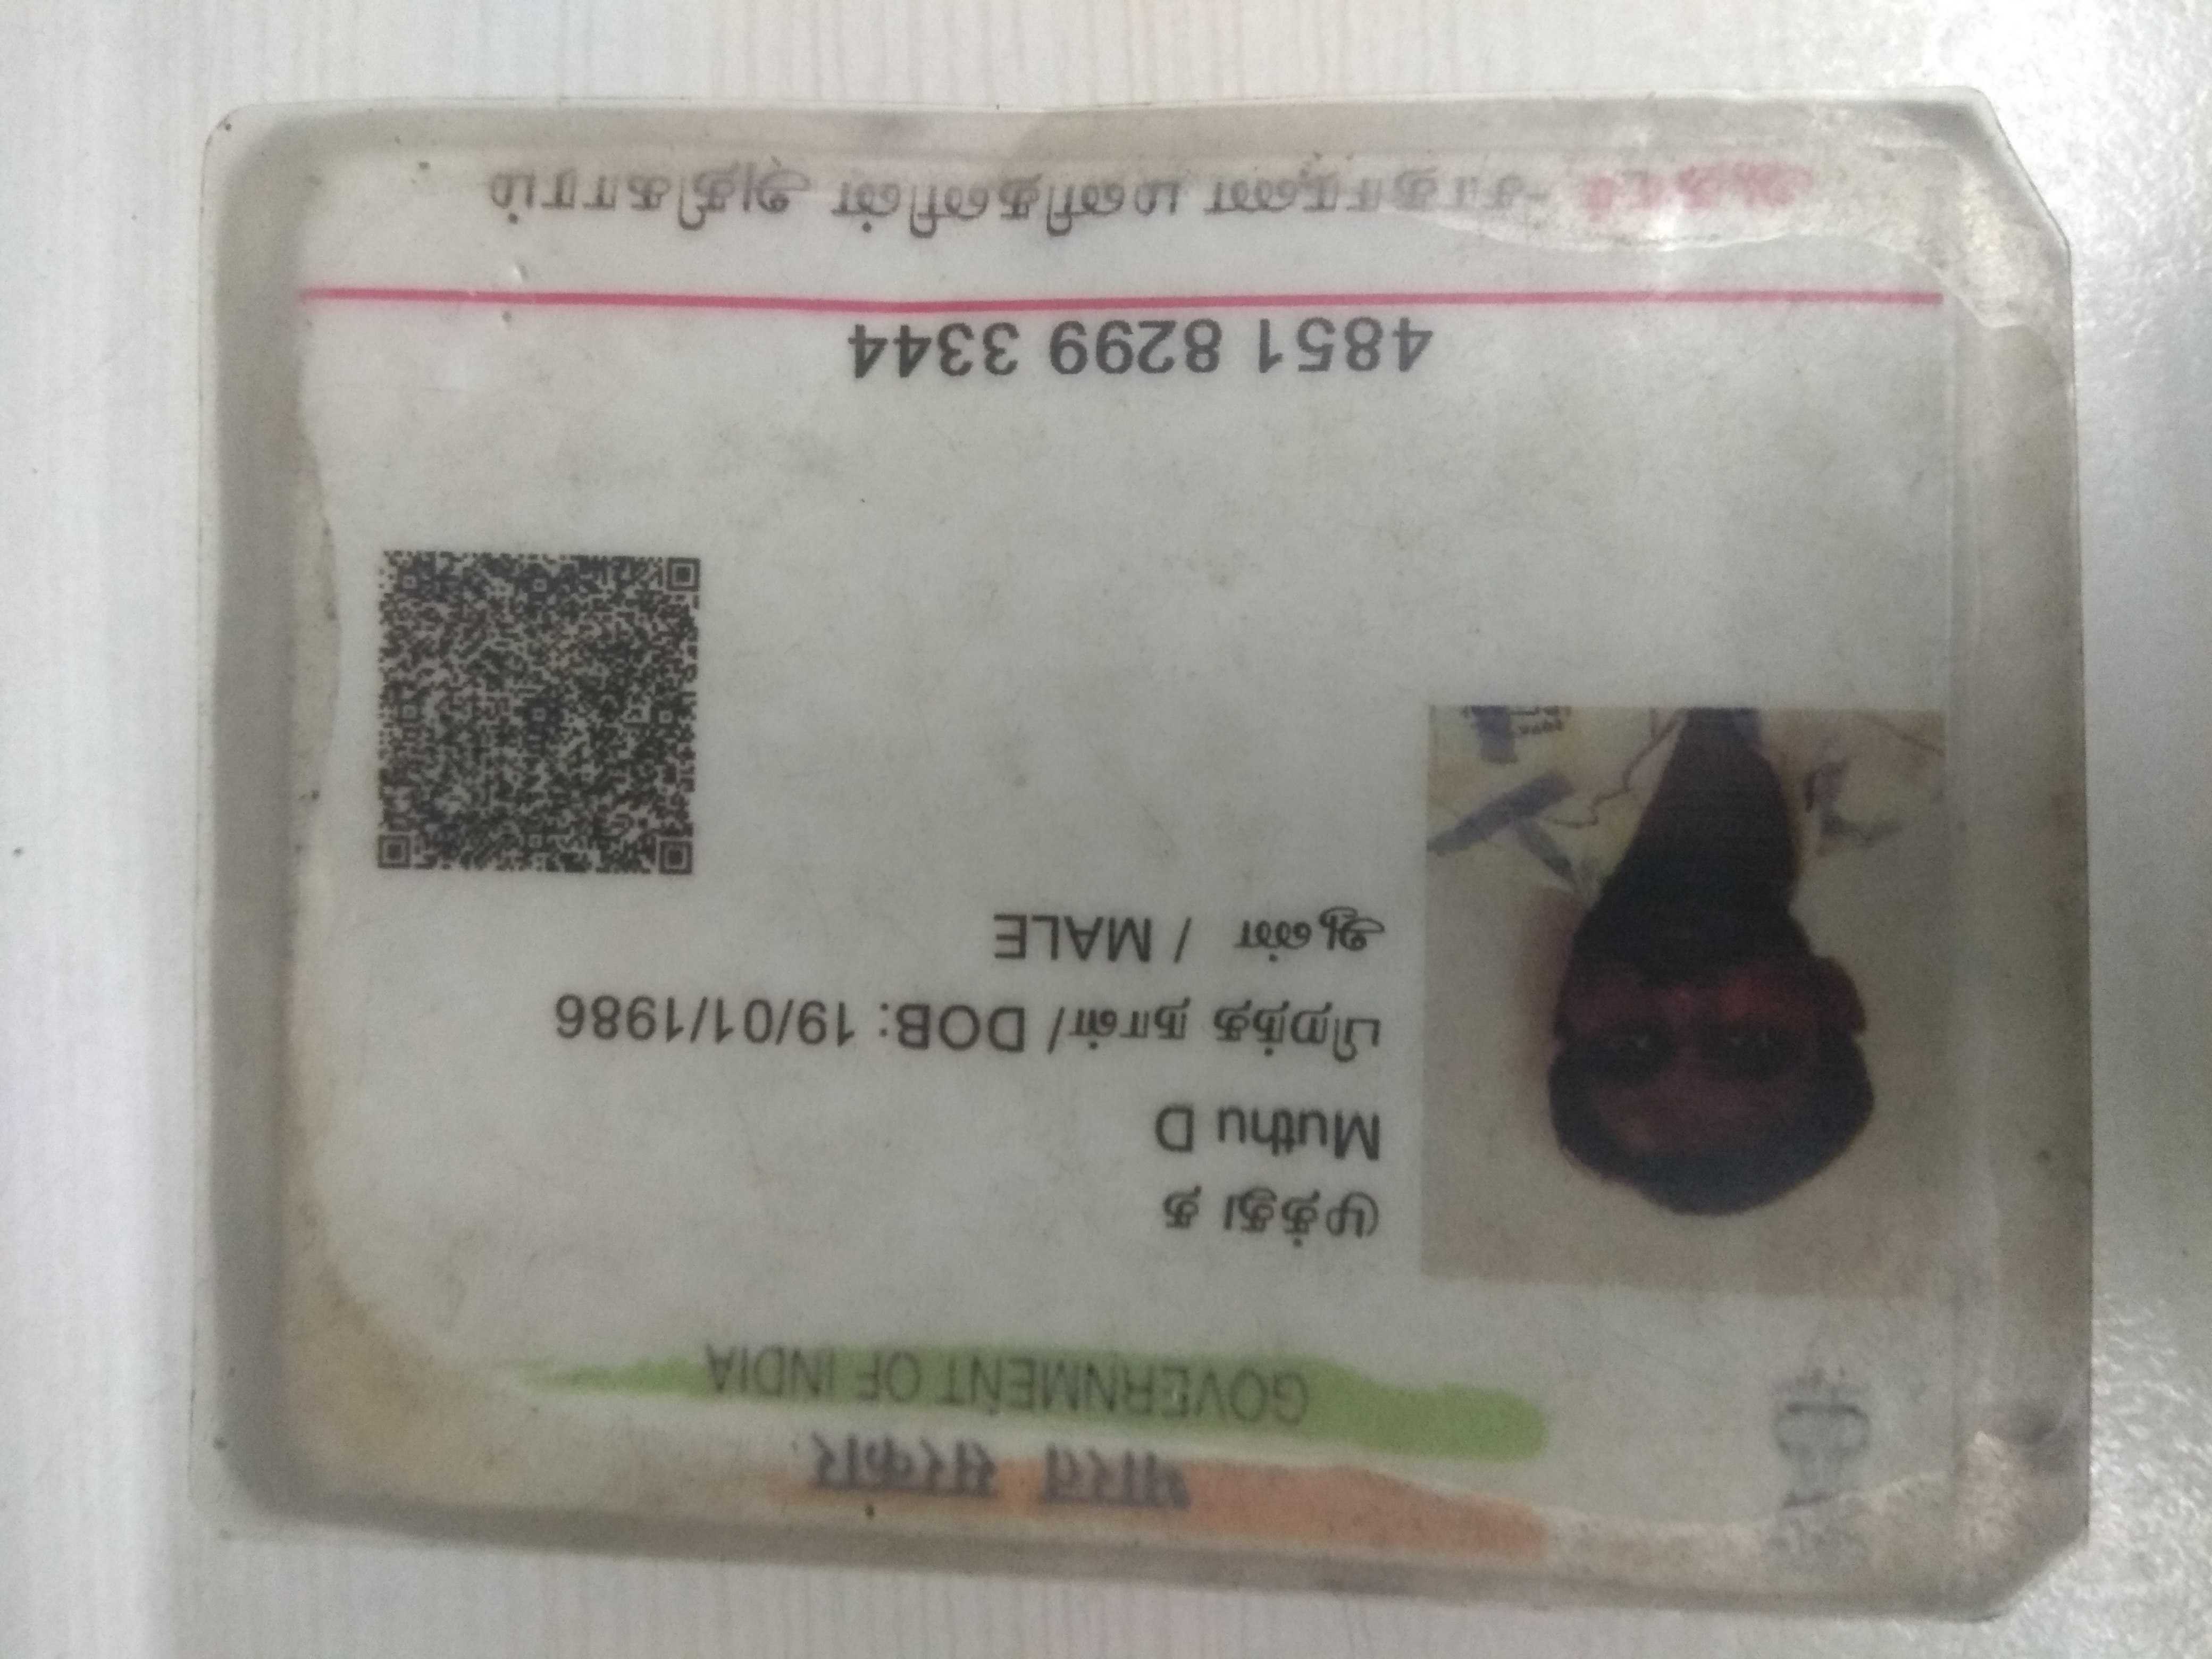 भारत सरकार
GOVERNMENT OF INDIA
முத்து த
Muthu D
பிறந்த நாள்/ DOB: 19/01/1986
ஆண் / MALE
4851 8299 3344
ஆதார் -சாதாரண மனிதனின் அதிகாரம்